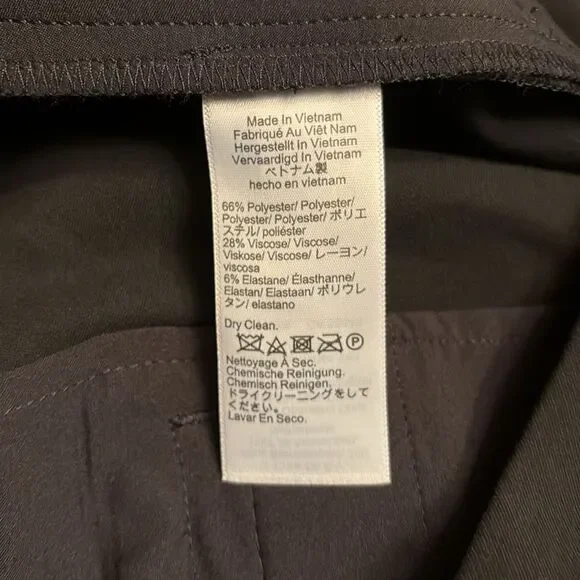 Made In Vietnam
Fabriqué Au Viêt Nam
Hergestellt In Vietnam
Vervaardigd In Vietnam
ベトナム製
hecho en vietnam
66% Polyester/ Polyester/
Polyester/ Polyester/ ポリエ
ステル/ poliéster
28% Viscose/ Viscose/
Viskose/ Viscose/ レーヨン/
viscosa
6% Elastane/ Élasthanne/
Elastan/ Elastaan/ ポリウレ
タン/ elastano
Dry Clean.
P
Nettoyage À Sec.
Chemische Reinigung.
Chemisch Reinigen.
ドライクリーニングをして
ください。
Lavar En Seco.